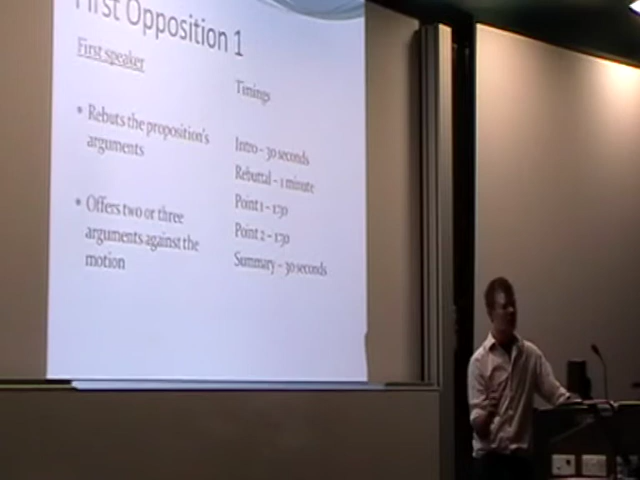 First Opposition 1
First speaker
• Rebuts the proposition's
arguments
• Offers two or three
arguments against the
motion
Timings
Intro – 30 seconds
Rebuttal – 1 minute
Point 1 – 1:30
Point 2 – 1:30
Summary – 30 seconds